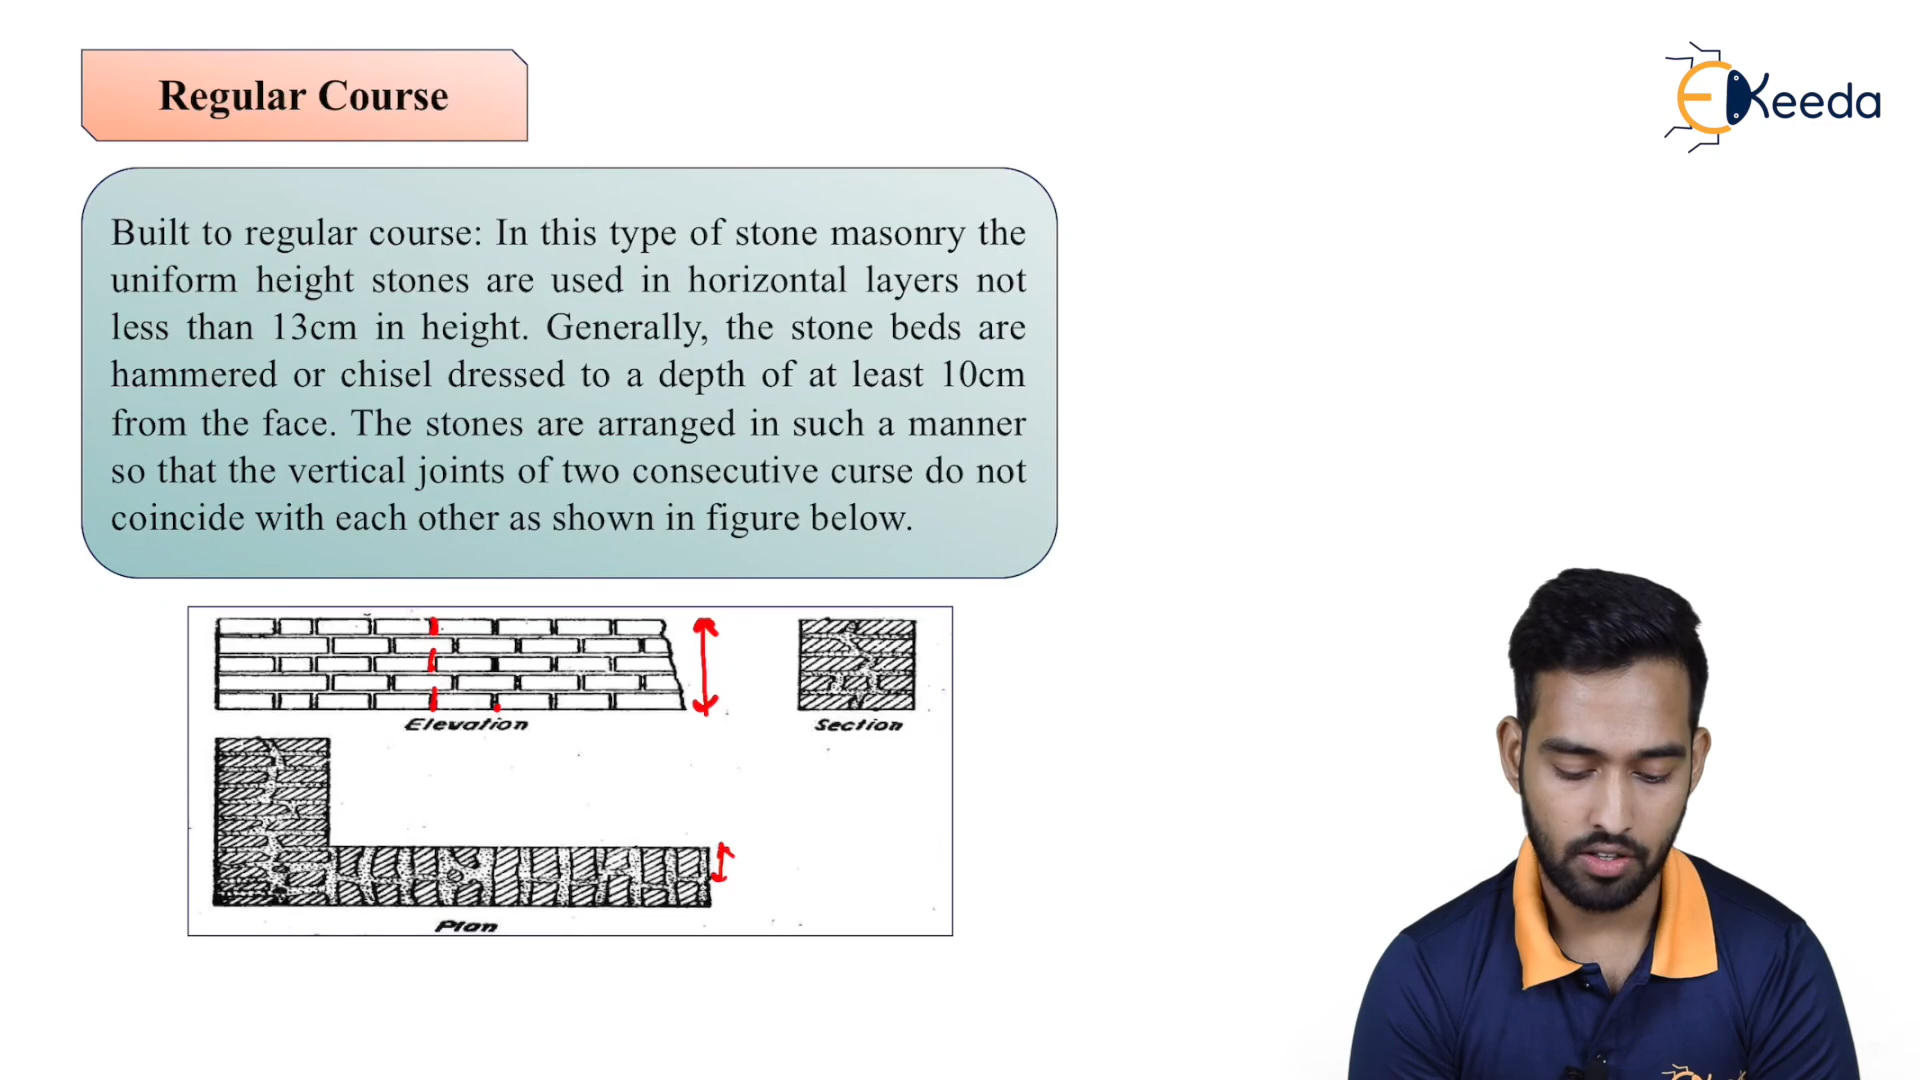 Regular Course
EKeeda
Built to regular course: In this type of stone masonry the
uniform height stones are used in horizontal layers not
less than 13cm in height. Generally, the stone beds are
hammered or chisel dressed to a depth of at least 10cm
from the face. The stones are arranged in such a manner
so that the vertical joints of two consecutive curse do not
coincide with each other as shown in figure below.
Elevation
Section
Plan